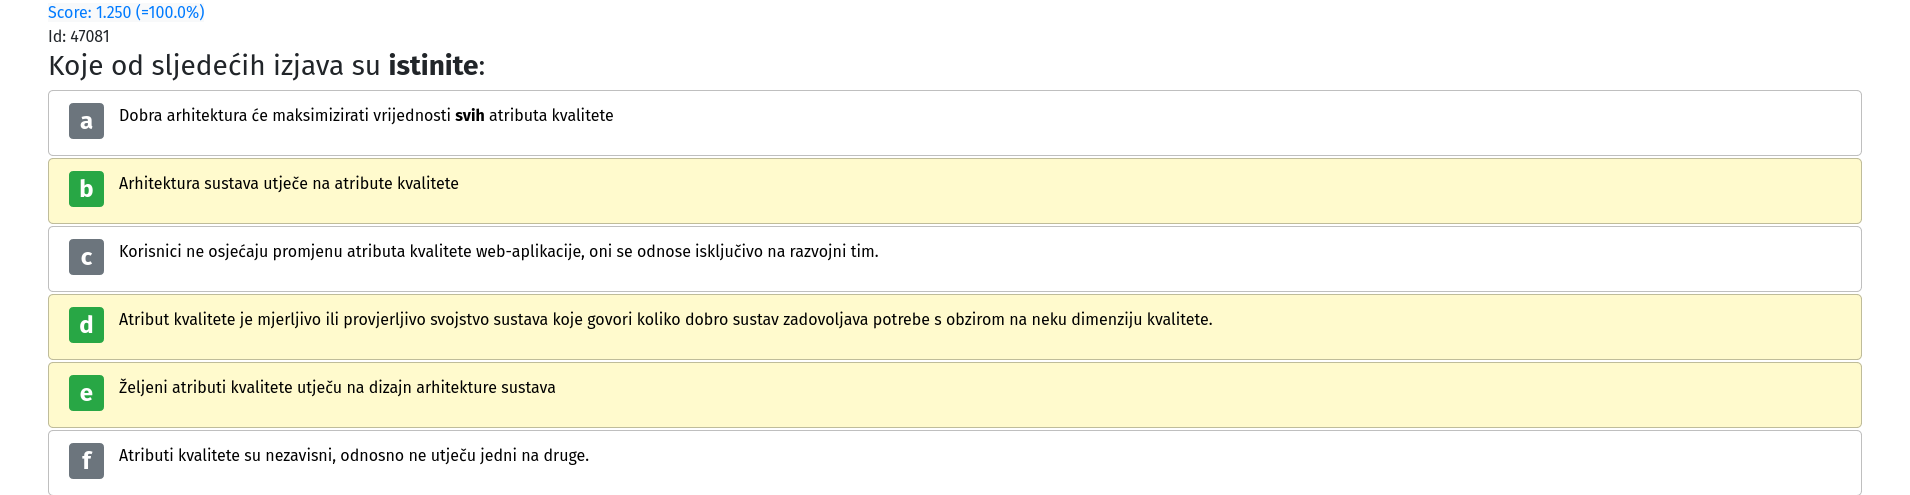 Score: 1.250 (=100.0%)
Id: 47081
Koje od sljedećih izjava su istinite:
a Dobra arhitektura će maksimizirati vrijednosti svih atributa kvalitete
b Arhitektura sustava utječe na atribute kvalitete
c Korisnici ne osjećaju promjenu atributa kvalitete web-aplikacije, oni se odnose isključivo na razvojni tim.
d Atribut kvalitete je mjerljivo ili provjerljivo svojstvo sustava koje govori koliko dobro sustav zadovoljava potrebe s obzirom na neku dimenziju kvalitete.
e Željeni atributi kvalitete utječu na dizajn arhitekture sustava
f Atributi kvalitete su nezavisni, odnosno ne utječu jedni na druge.